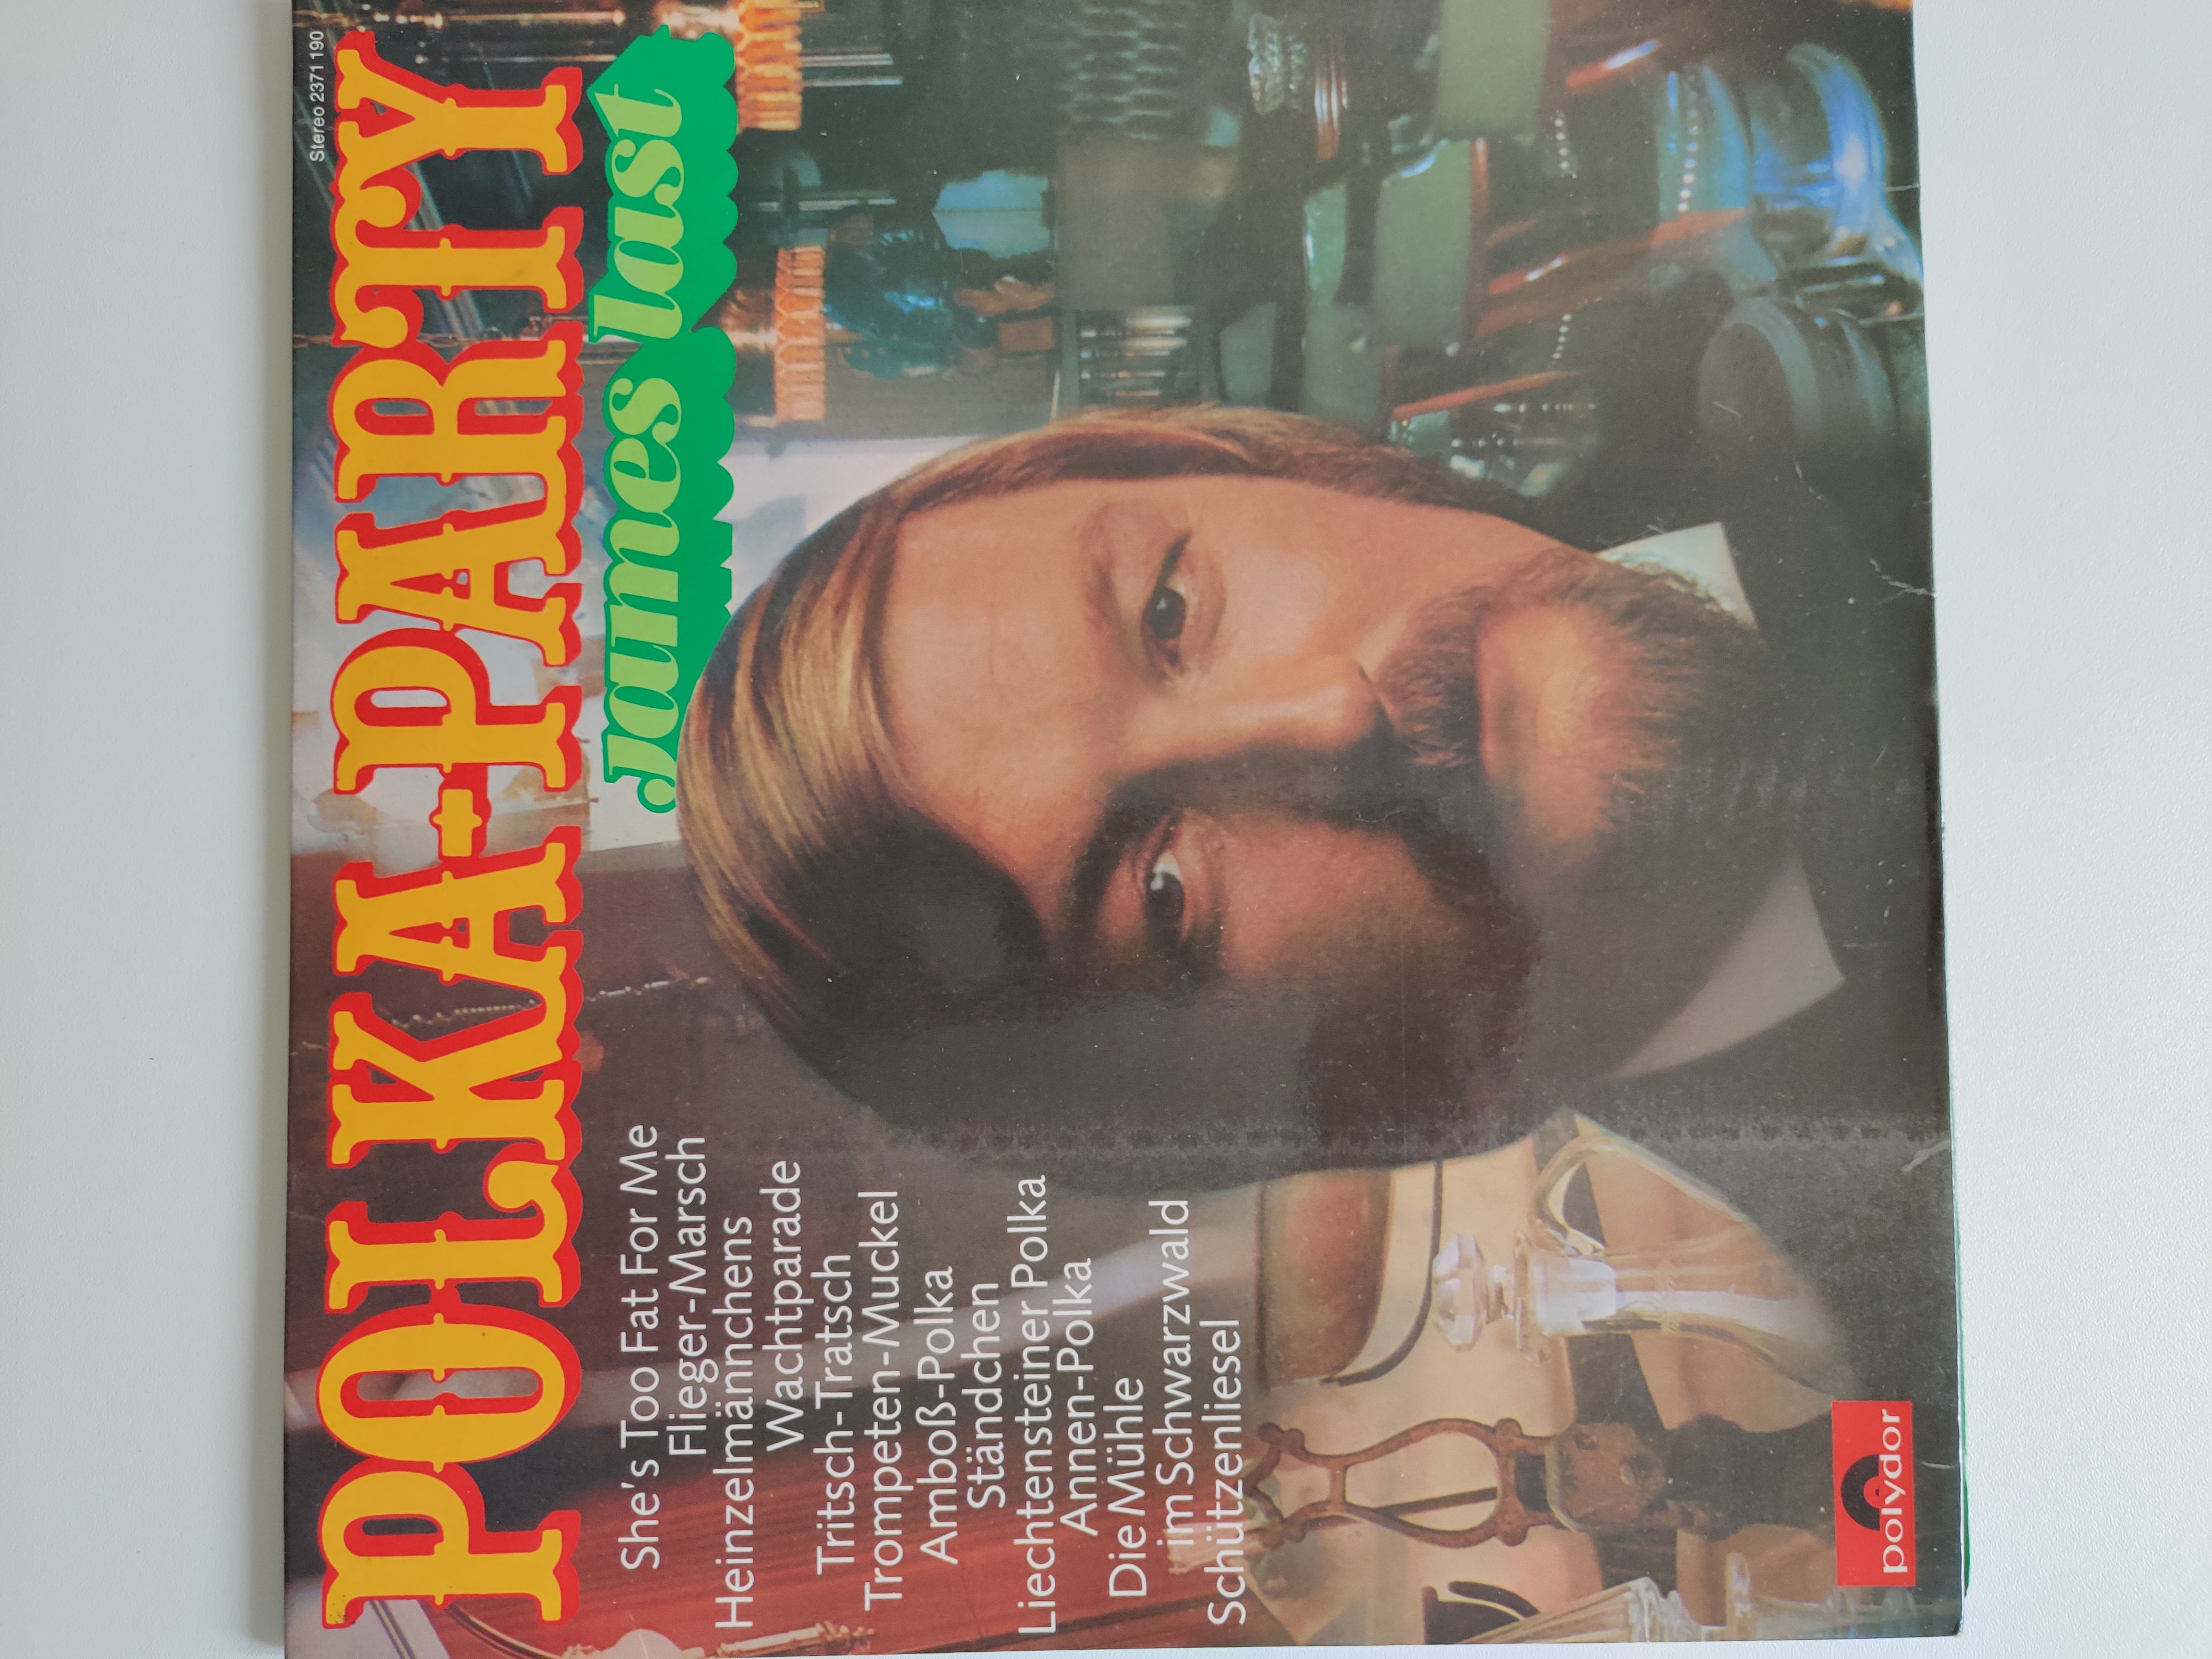 Stereo 2371 190
POLKA-PARTY
james last
She's Too Fat For Me
Flieger-Marsch
Heinzelmännchens
Wachtparade
Tritsch-Tratsch
Trompeten-Muckel
Amboß-Polka
Ständchen
Liechtensteiner Polka
Annen-Polka
Die Mühle
im Schwarzwald
Schützenliesel
polydor